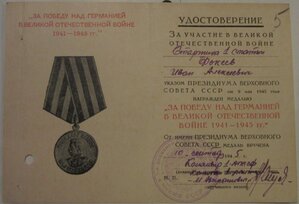 „ЗА ПОБЕДУ НАД ГЕРМАНИЕЙ
В ВЕЛИКОЙ ОТЕЧЕСТВЕННОЙ ВОЙНЕ
1941—1945 гг."
5
УДОСТОВЕРЕНИЕ
ЗА УЧАСТИЕ В ВЕЛИКОЙ
ОТЕЧЕСТВЕННОЙ ВОЙНЕ
Фокеев
Иван Алексеевич
УКАЗОМ ПРЕЗИДИУМА ВЕРХОВНОГО
СОВЕТА СССР от 9 мая 1945 года
НАГРАЖДЕН МЕДАЛЬЮ
„ЗА ПОБЕДУ НАД ГЕРМАНИЕЙ
В ВЕЛИКОЙ ОТЕЧЕСТВЕННОЙ
ВОЙНЕ 1941—1945 гг."
ОТ ИМЕНИ ПРЕЗИДИУМА ВЕРХОВНОГО
СОВЕТА СССР МЕДАЛЬ ВРУЧЕНА
М. П.